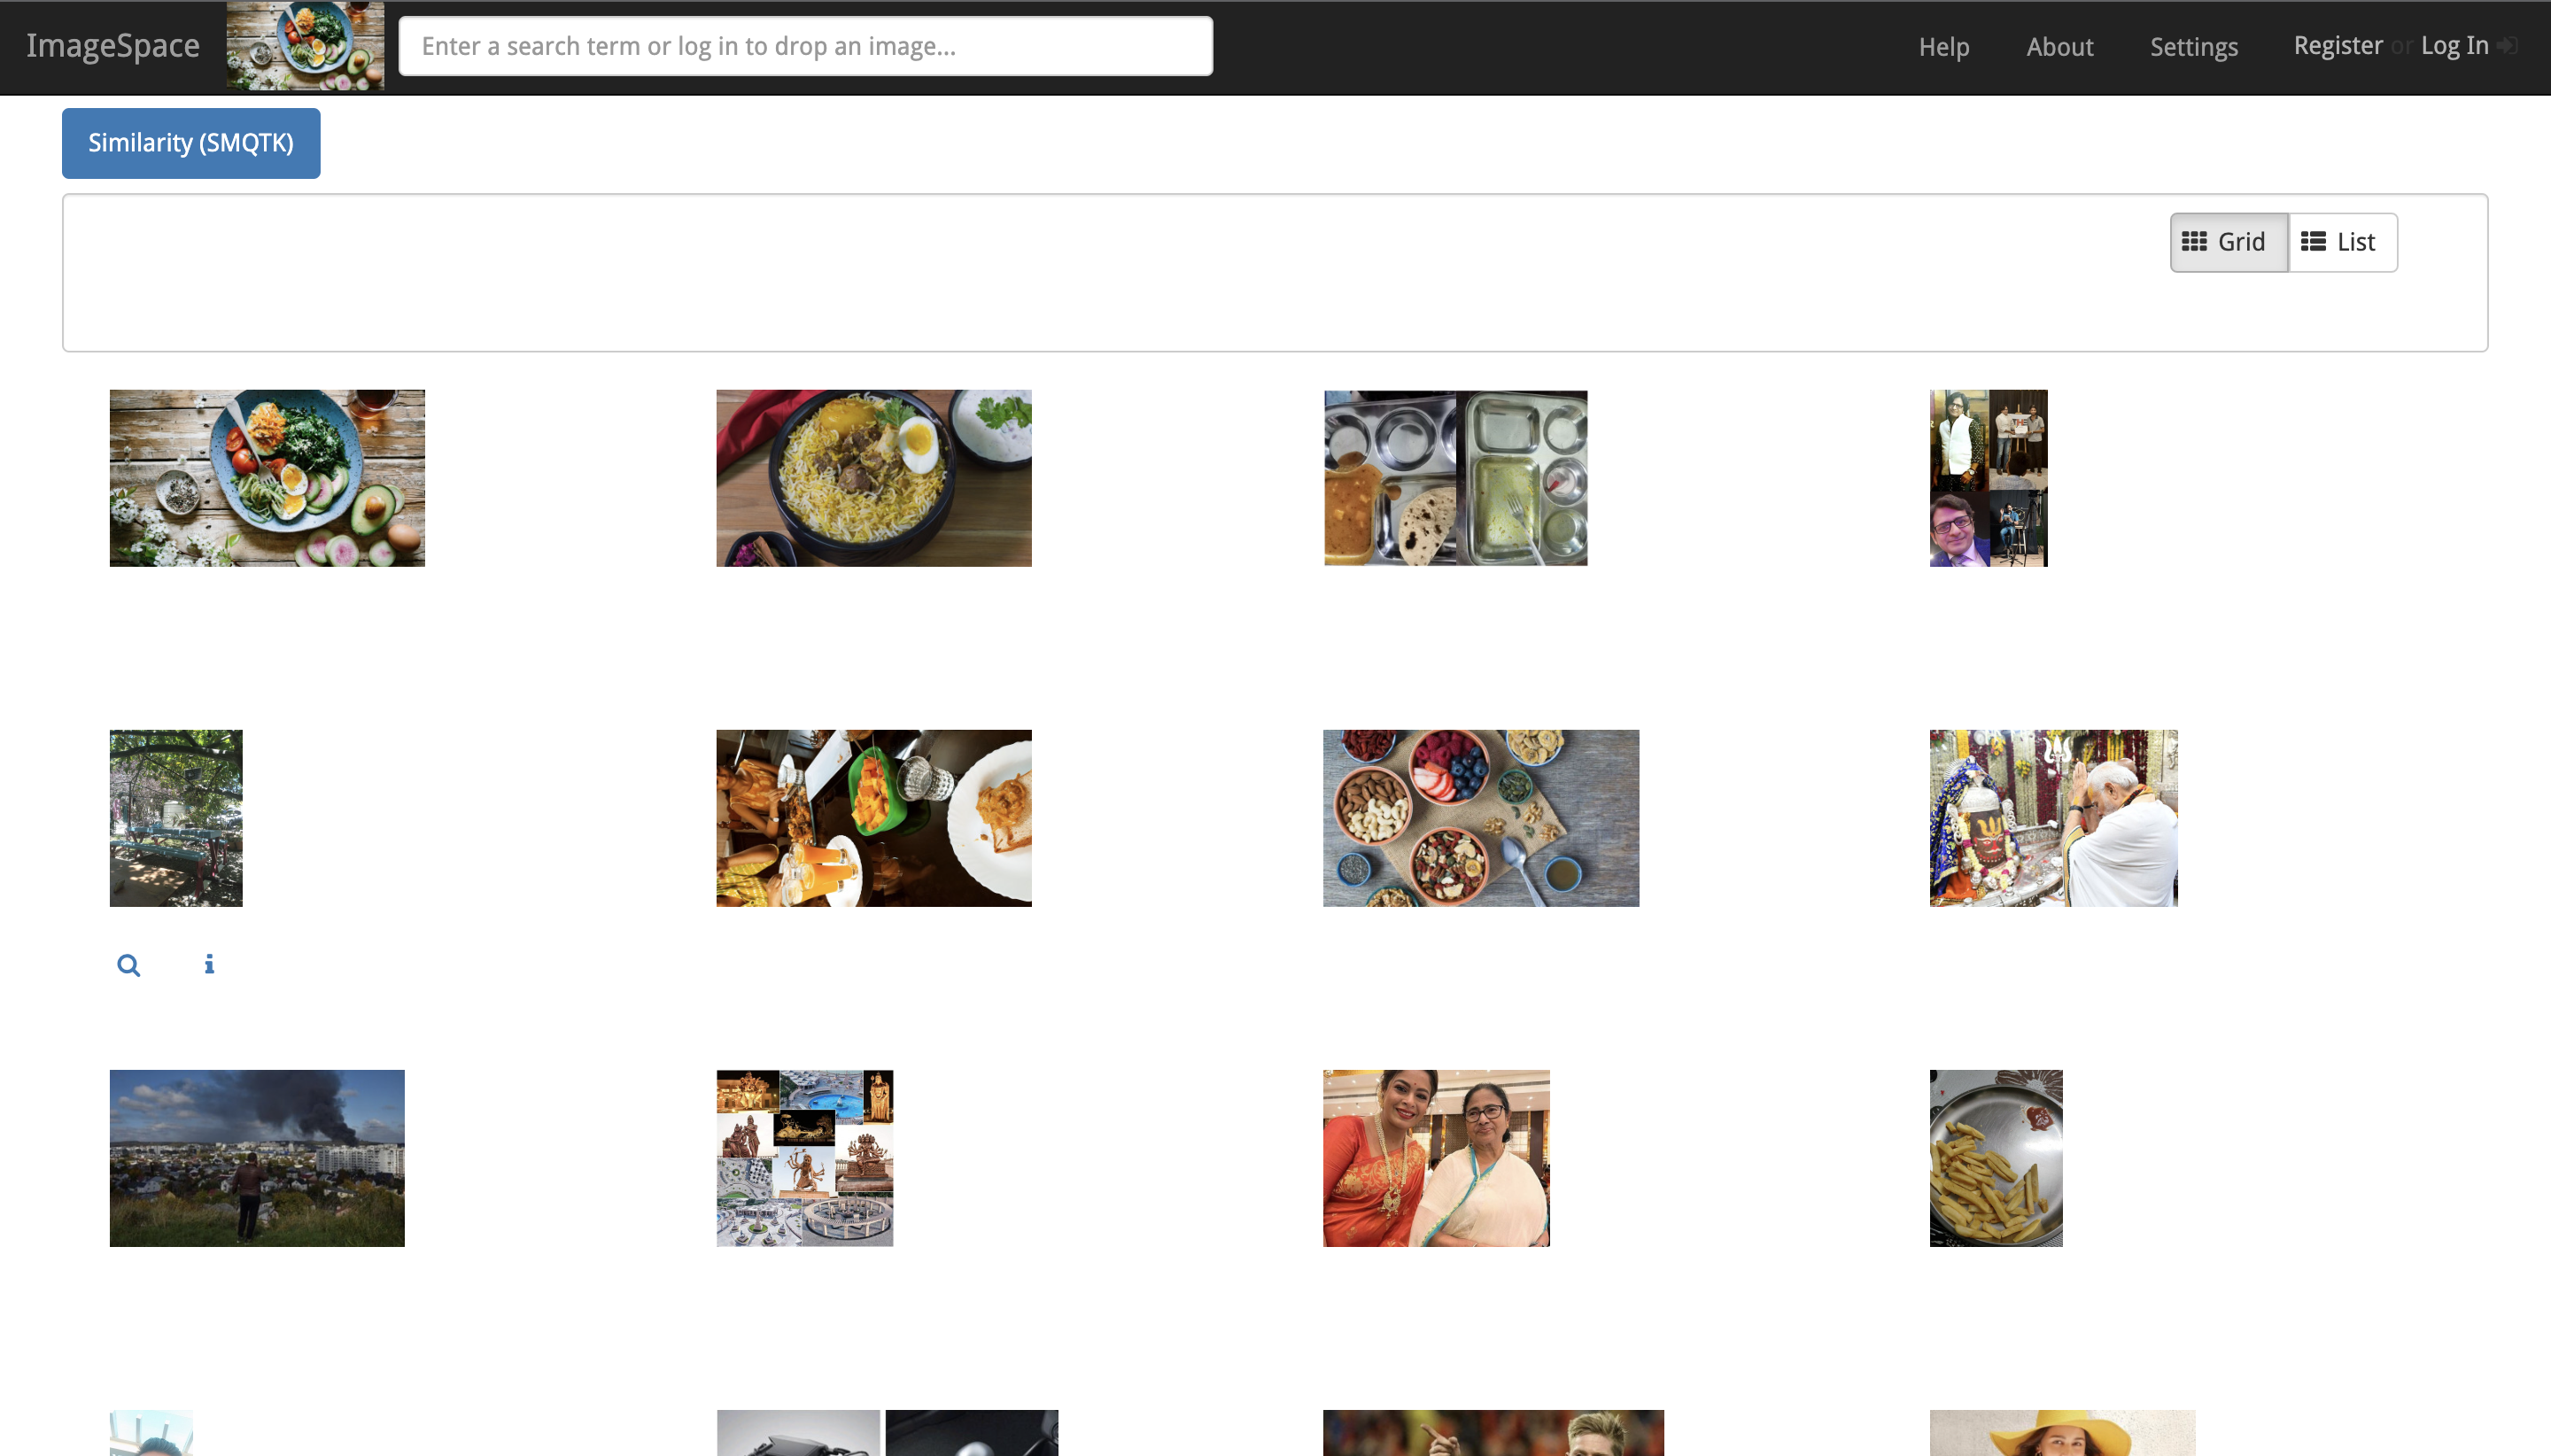 ImageSpace
Enter a search term or log in to drop an image...
Help
About
Settings
Register or Log In
Similarity (SMQTK)
Grid
List